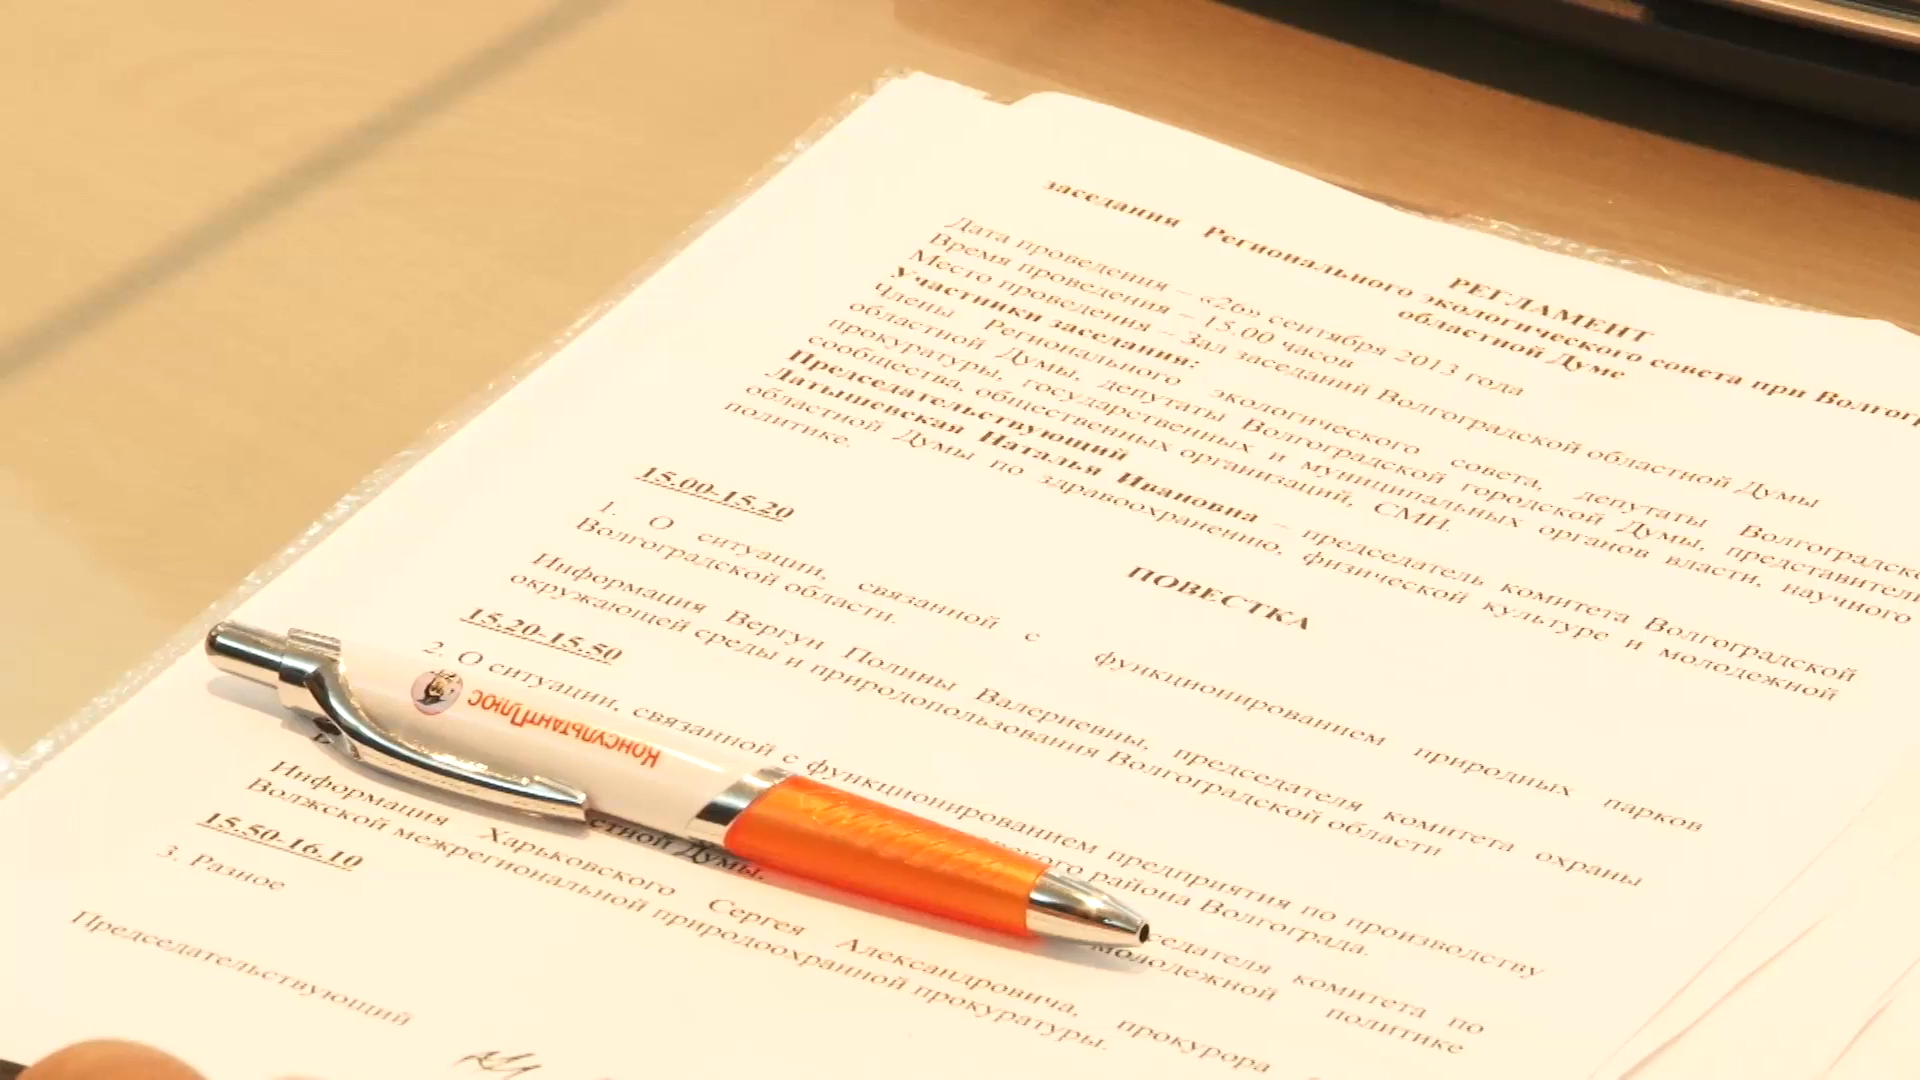 РЕГЛАМЕНТ
заседания Регионального экологического совета при Волгогр
областной Думе
Дата проведения – «26» сентября 2013 года
Время проведения – 15.00 часов
Место проведения – Зал заседаний Волгоградской областной Думы
Участники заседания:
Члены Регионального экологического совета, депутаты Волгоградско
областной Думы, депутаты Волгоградской городской Думы, представители
прокуратуры, государственных и муниципальных органов власти, научного
сообщества, общественных организаций, СМИ.
Председательствующий
Латышевская Наталья Ивановна – председатель комитета Волгоградской
областной Думы по здравоохранению, физической культуре и молодежной
политике.
ПОВЕСТКА
15.00-15.20
1. О ситуации, связанной с функционированием природных парков
Волгоградской области.
Информация Вергун Полины Валериевны, председателя комитета охраны
окружающей среды и природопользования Волгоградской области
15.20-15.50
2. О ситуации, связанной с функционированием предприятия по производству
района Волгограда.
седателя комитета по
молодежной политике
стной Думы.
Информация Харьковского Сергея Александровича, прокурора
Волжской межрегиональной природоохранной прокуратуры.
15.50-16.10
3. Разное
Председательствующий
КонсультантПлюс